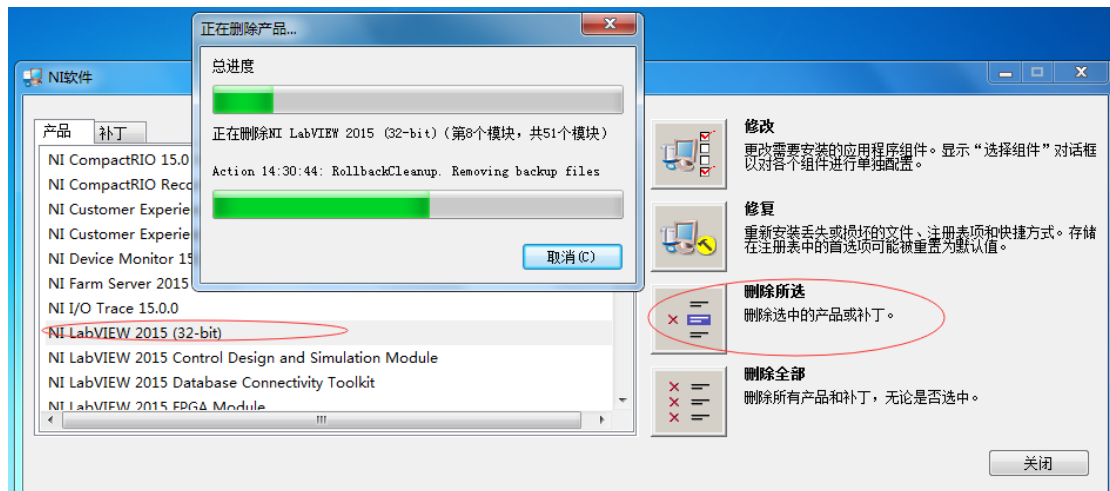 正在删除产品...
总进度
正在删除NI LabVIEW 2015 (32-bit)(第8个模块，共51个模块)
Action 14:30:44: RollbackCleanup. Removing backup files
取消(C)
NI软件
产品
补丁
NI CompactRIO 15.0
NI CompactRIO Reco
NI Customer Experie
NI Customer Experie
NI Device Monitor 15
NI Farm Server 2015
NI I/O Trace 15.0.0
NI LabVIEW 2015 (32-bit)
NI LabVIEW 2015 Control Design and Simulation Module
NI LabVIEW 2015 Database Connectivity Toolkit
NI LabVIEW 2015 FPGA Module
修改
更改需要安装的应用程序组件。显示“选择组件”对话框
以对各个组件进行单独配置。
修复
重新安装丢失或损坏的文件、注册表项和快捷方式。存储
在注册表中的首选项可能被重置为默认值。
删除所选
删除选中的产品或补丁。
删除全部
删除所有产品和补丁，无论是否选中。
关闭